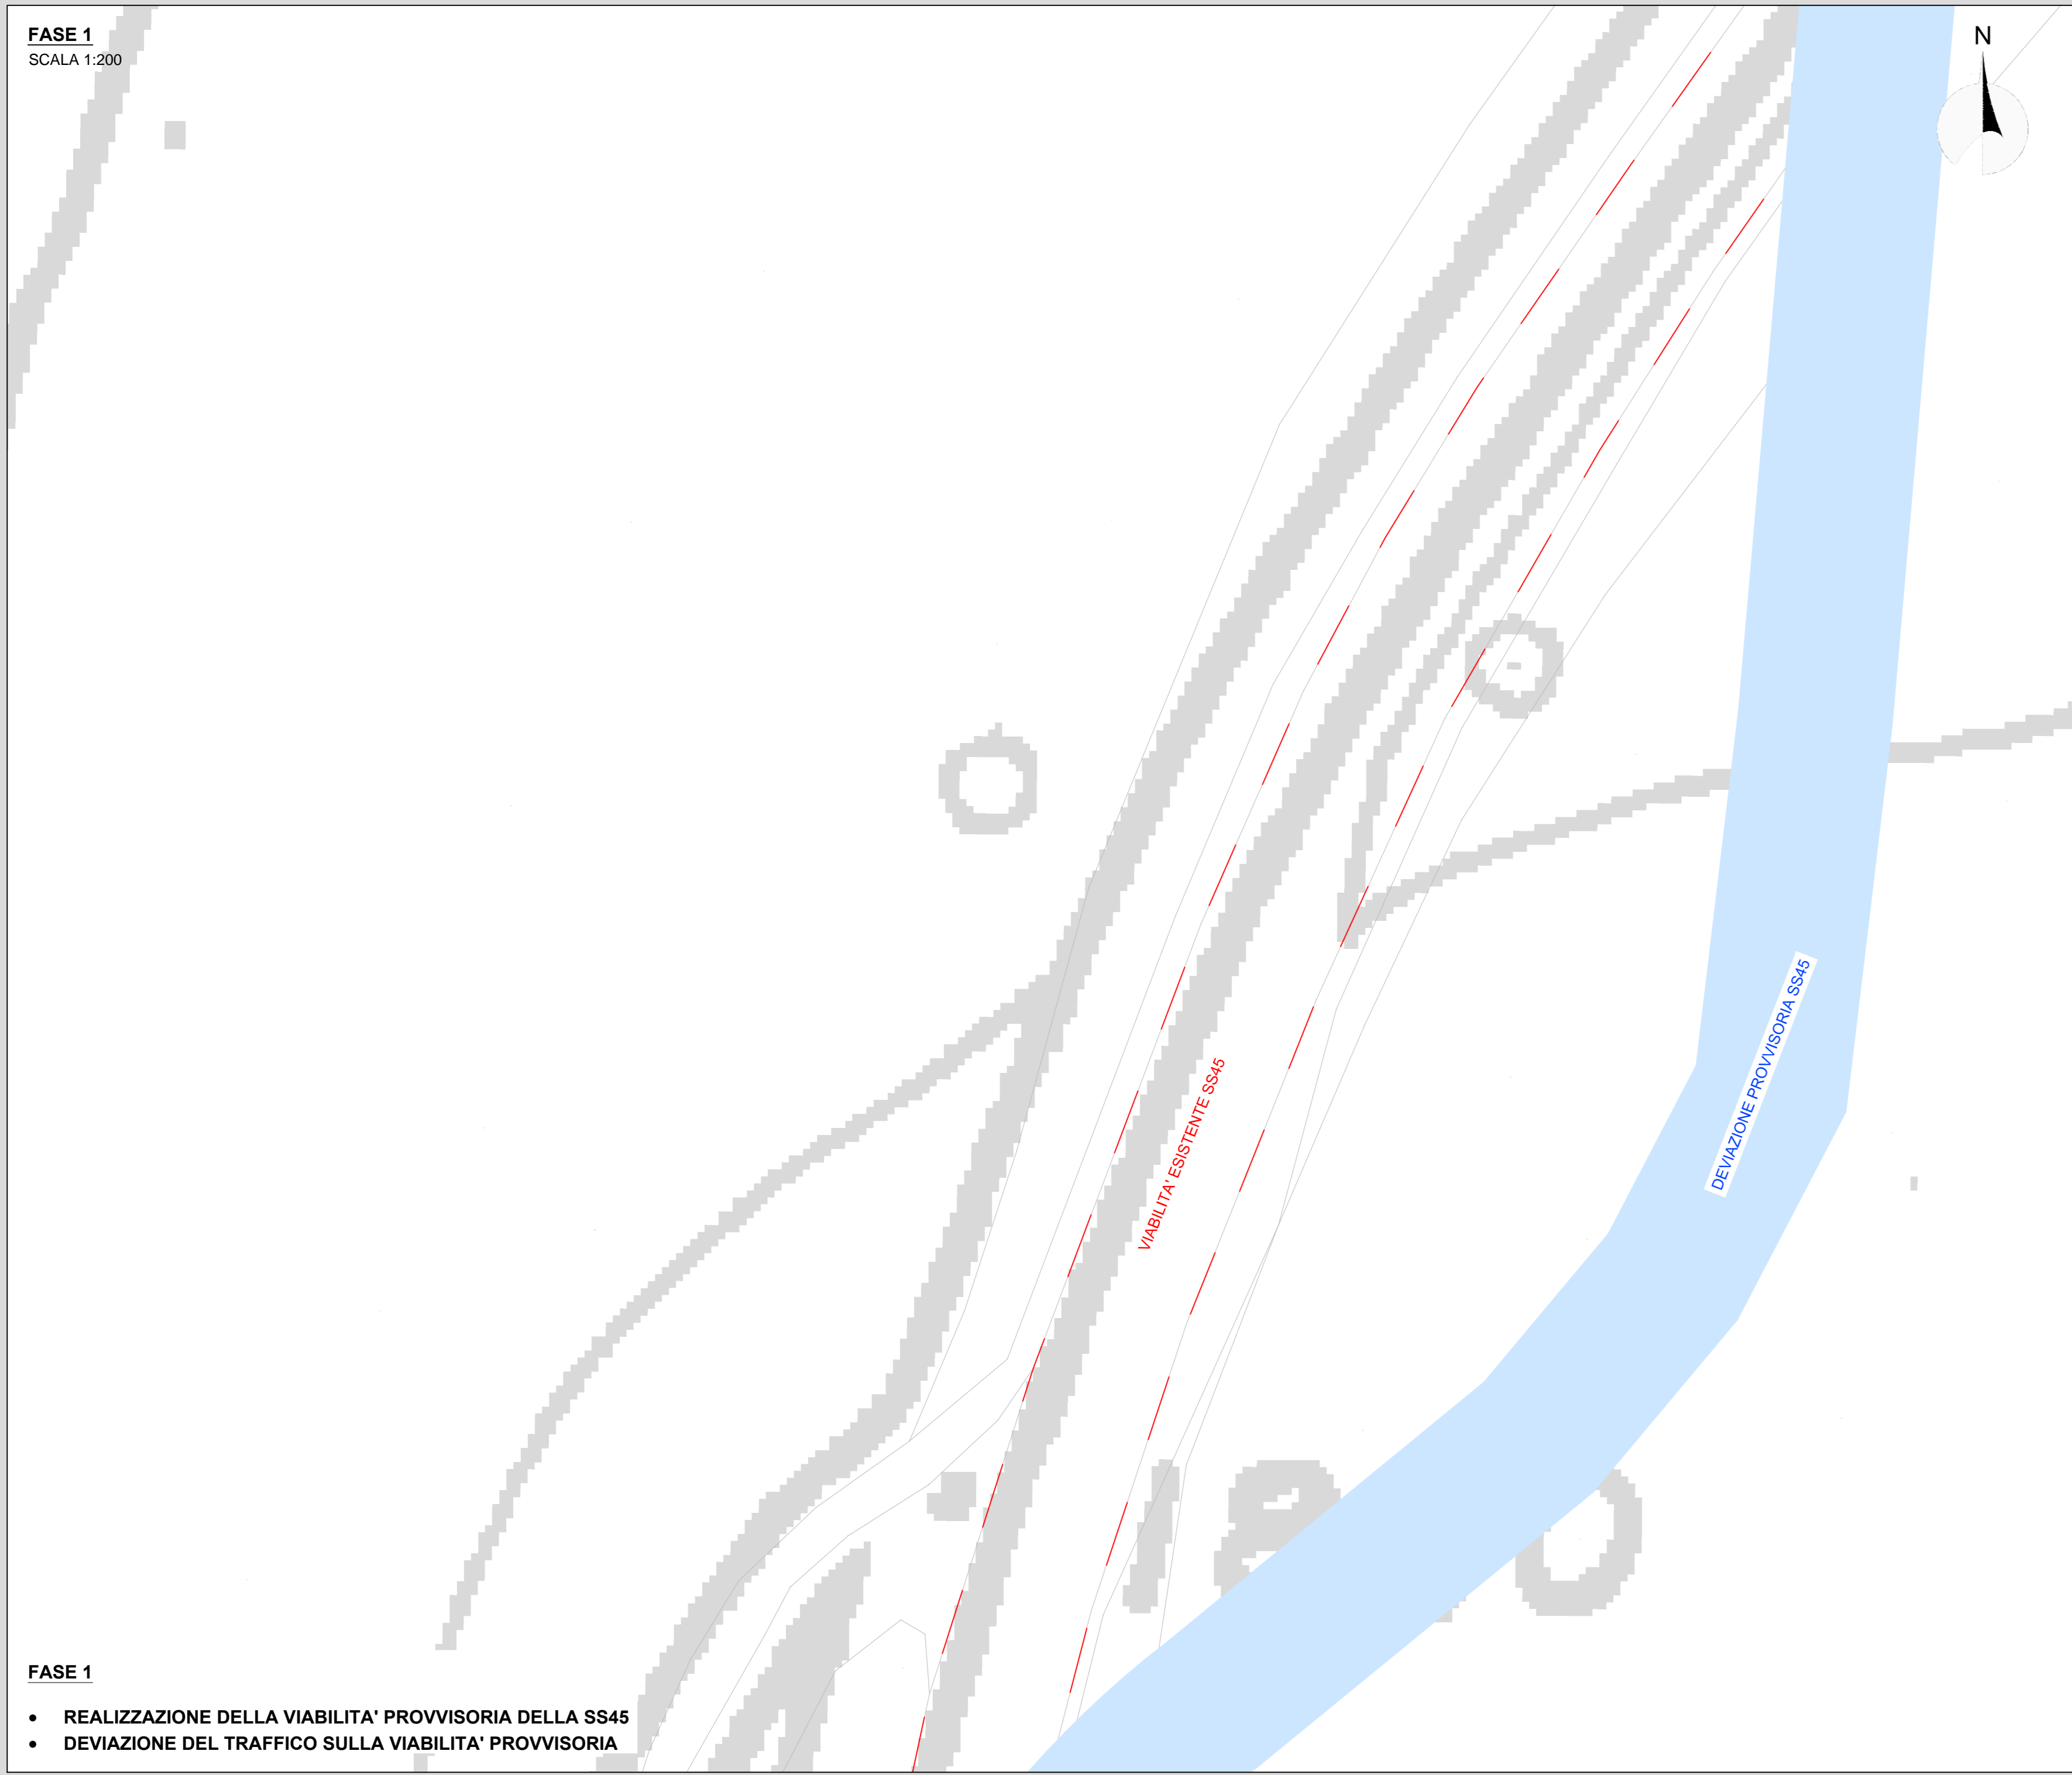 FASE 1
SCALA 1:200
N
VIABILITA' ESISTENTE SS45
DEVIAZIONE PROVVISORIA SS45
FASE 1
• REALIZZAZIONE DELLA VIABILITA' PROVVISORIA DELLA SS45
• DEVIAZIONE DEL TRAFFICO SULLA VIABILITA' PROVVISORIA